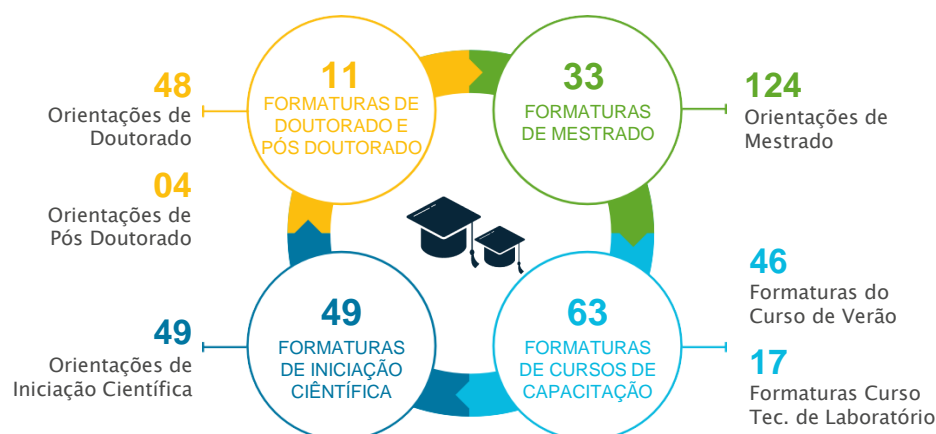 48
Orientações de
Doutorado
04
Orientações de
Pós Doutorado
11
FORMATURAS DE
DOUTORADO E
PÓS DOUTORADO
33
FORMATURAS
DE MESTRADO
124
Orientações de
Mestrado
49
Orientações de
Iniciação Científica
49
FORMATURAS
DE INICIAÇÃO
CIÊNTÍFICA
63
FORMATURAS
DE CURSOS DE
CAPACITAÇÃO
46
Formaturas do
Curso de Verão
17
Formaturas Curso
Tec. de Laboratório